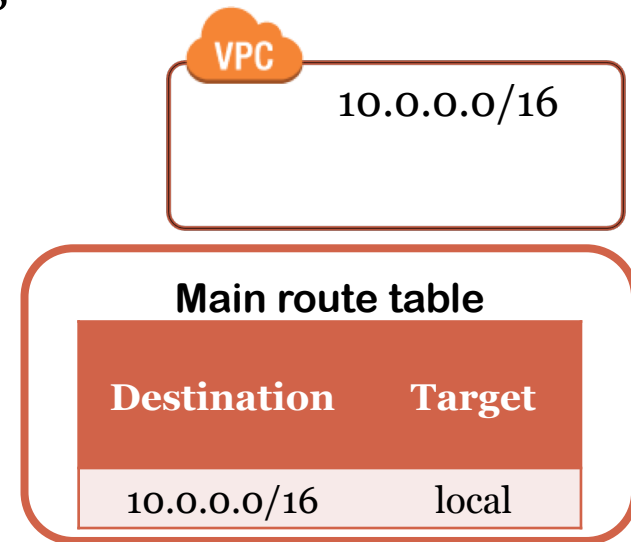 VPC
10.0.0.0/16
Main route table
Destination Target
10.0.0.0/16 local